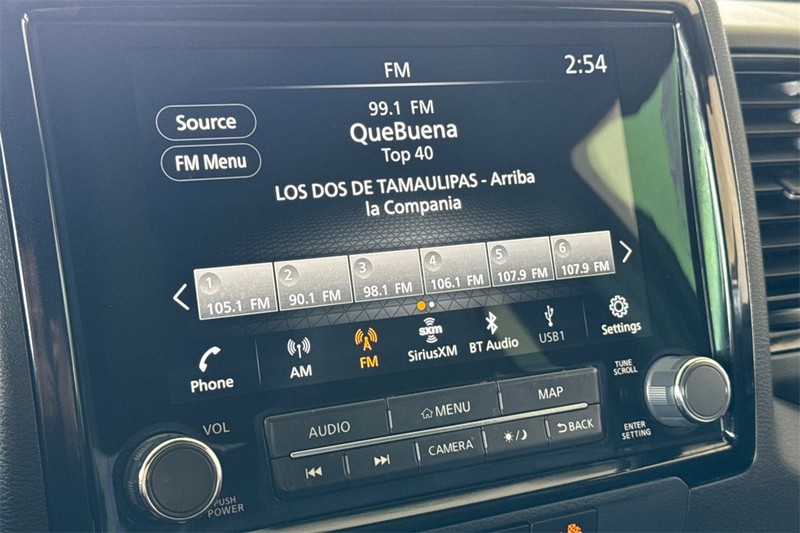 FM
2:54
99.1 FM
Source
QueBuena
FM Menu
Top 40
LOS DOS DE TAMAULIPAS - Arriba
la Compania
1
105.1 FM
2
90.1 FM
3
98.1 FM
4
106.1 FM
5
107.9 FM
6
107.9 FM
Phone
AM
FM
sxm
SiriusXM
BT Audio
USB1
Settings
VOL
PUSH
POWER
AUDIO
MENU
MAP
CAMERA
BACK
TUNE
SCROLL
ENTER
SETTING